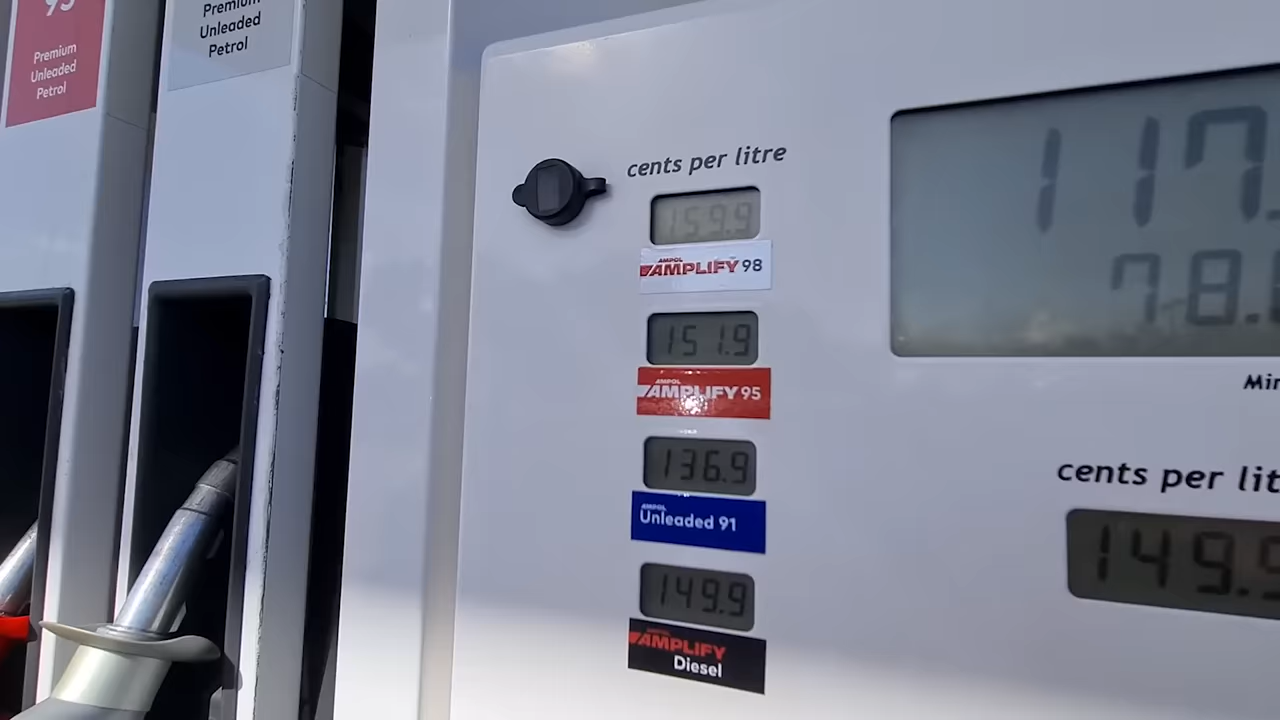 95
Premium
Unleaded
Petrol
Premium
Unleaded
Petrol
cents per litre
159.9
AMPOL
AMPLIFY 98
151.9
AMPOL
AMPLIFY 95
136.9
AMPOL
Unleaded 91
149.9
AMPOL
AMPLIFY
Diesel
117.
78.
cents per lit
149.9